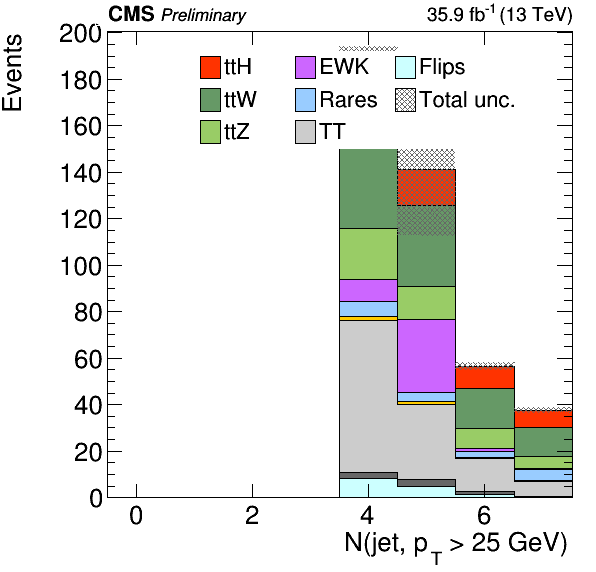 CMS Preliminary 35.9 fb⁻¹ (13 TeV)
Events
200
180
160
140
120
100
80
60
40
20
0
ttH EWK Flips
ttW Rares Total unc.
ttZ TT
0 2 4 6
N(jet, p_T > 25 GeV)